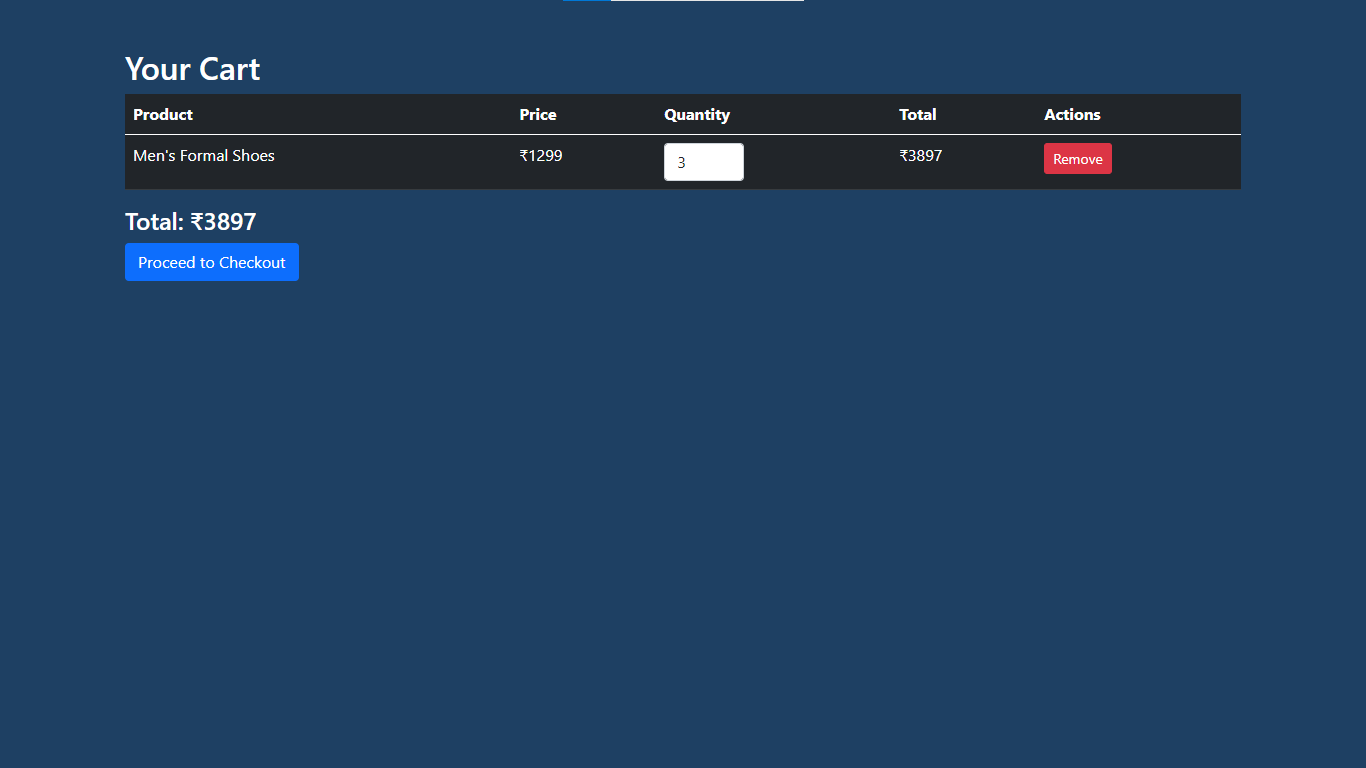 Your Cart
Product Price Quantity Total Actions
Men's Formal Shoes ₹1299 3 ₹3897 Remove
Total: ₹3897
Proceed to Checkout